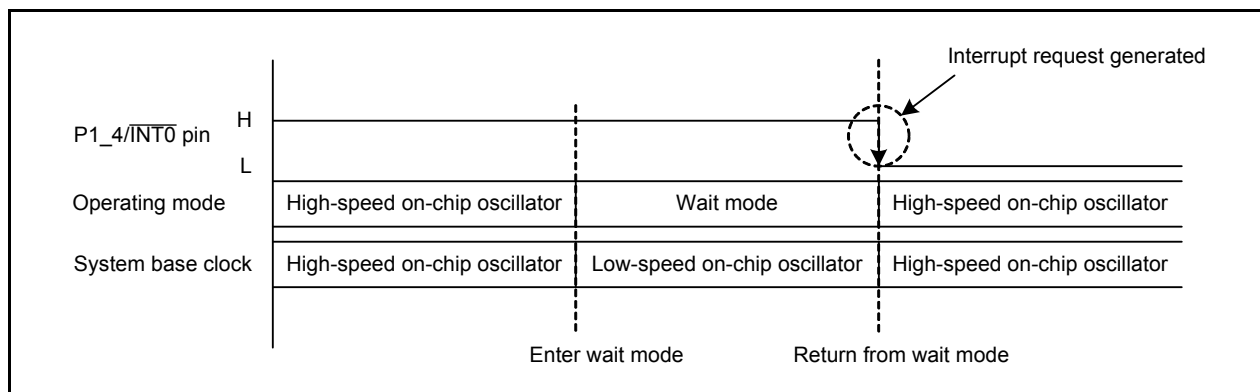 Interrupt request generated
H
P1_4/INT0 pin
L
Operating mode High-speed on-chip oscillator Wait mode High-speed on-chip oscillator
System base clock High-speed on-chip oscillator Low-speed on-chip oscillator High-speed on-chip oscillator
Enter wait mode Return from wait mode